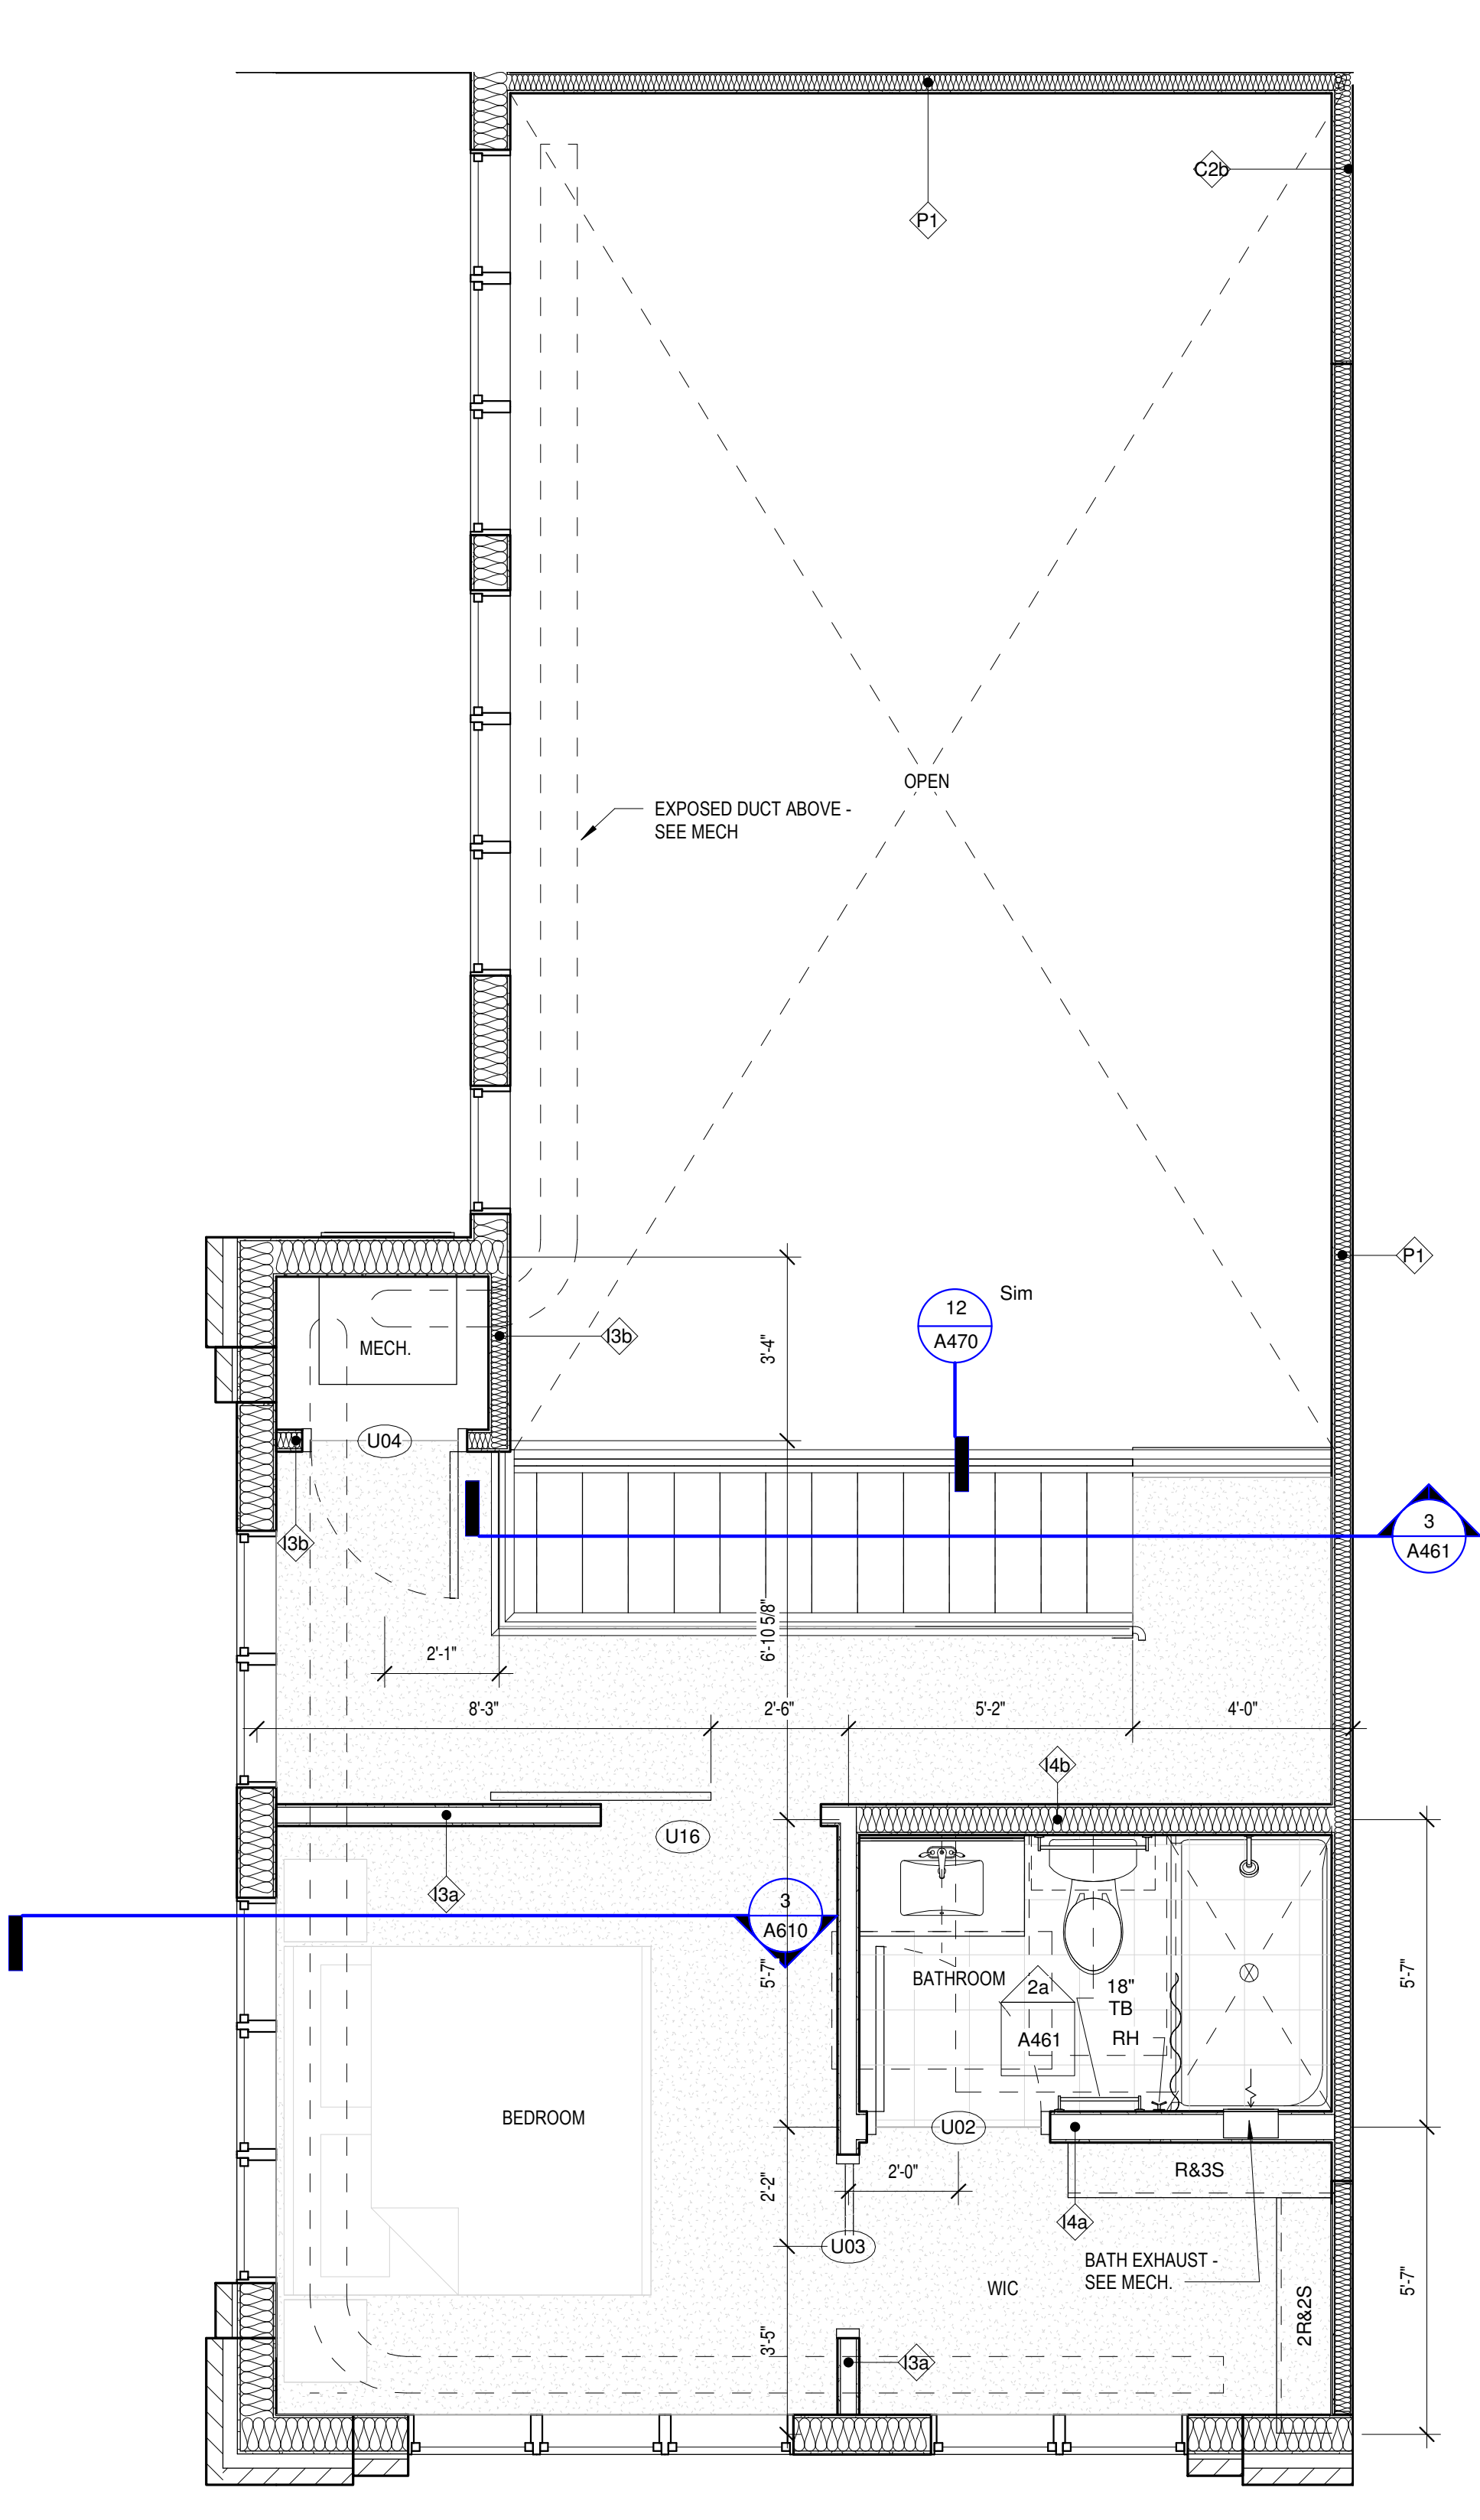 C2b
P1
OPEN
EXPOSED DUCT ABOVE -
SEE MECH
P1
Sim
12
A470
I3b
MECH.
3'-4"
U04
3
A461
I3b
6'-10 5/8"
2'-1"
8'-3"
2'-6"
5'-2"
4'-0"
I4b
U16
I3a
3
A610
5'-7"
BATHROOM
2a
A461
18"
TB
RH
5'-7"
BEDROOM
U02
2'-0"
2'-2"
R&3S
I4a
U03
BATH EXHAUST -
SEE MECH.
WIC
2R&2S
5'-7"
3'-5"
I3a